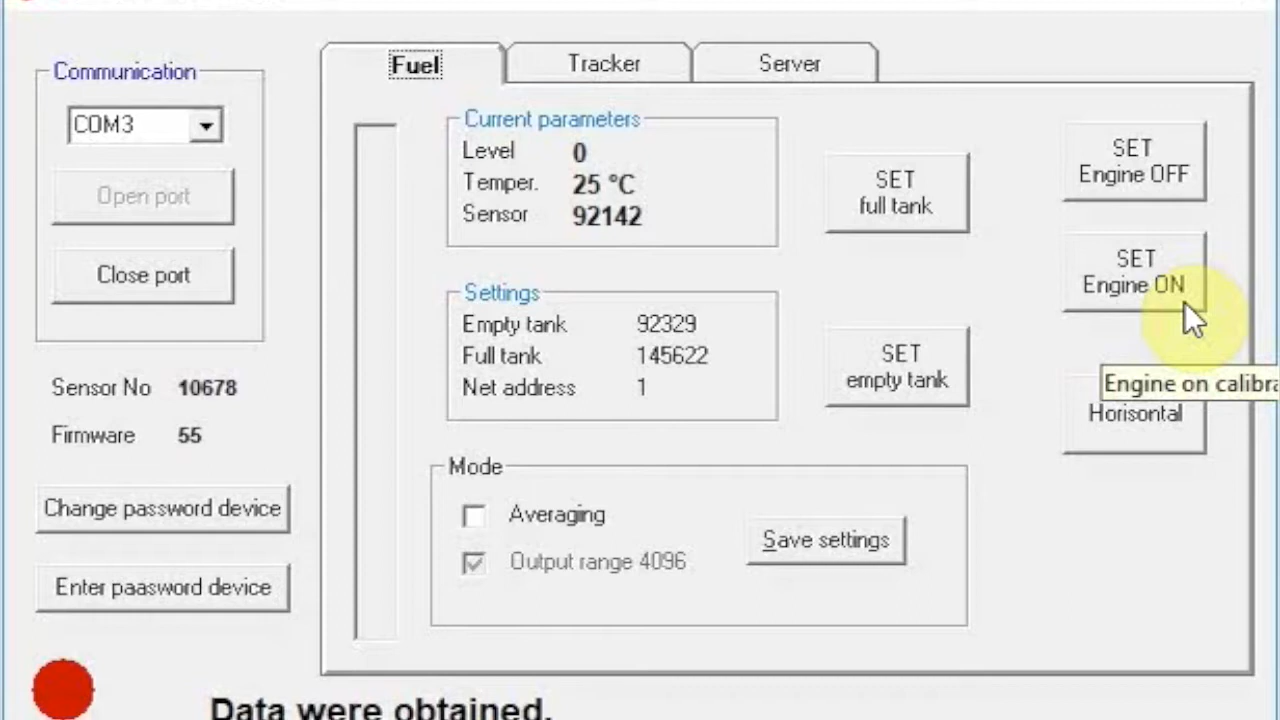 Communication
COM3
Open port
Close port
Sensor No 10678
Firmware 55
Change password device
Enter paasword device
Fuel
Tracker
Server
Current parameters
Level 0
Temper. 25 °C
Sensor 92142
SET
full tank
Settings
Empty tank 92329
Full tank 145622
Net address 1
SET
empty tank
Mode
Averaging
Output range 4096
Save settings
SET
Engine OFF
SET
Engine ON
Engine on calibra
Horisontal
Data were obtained.